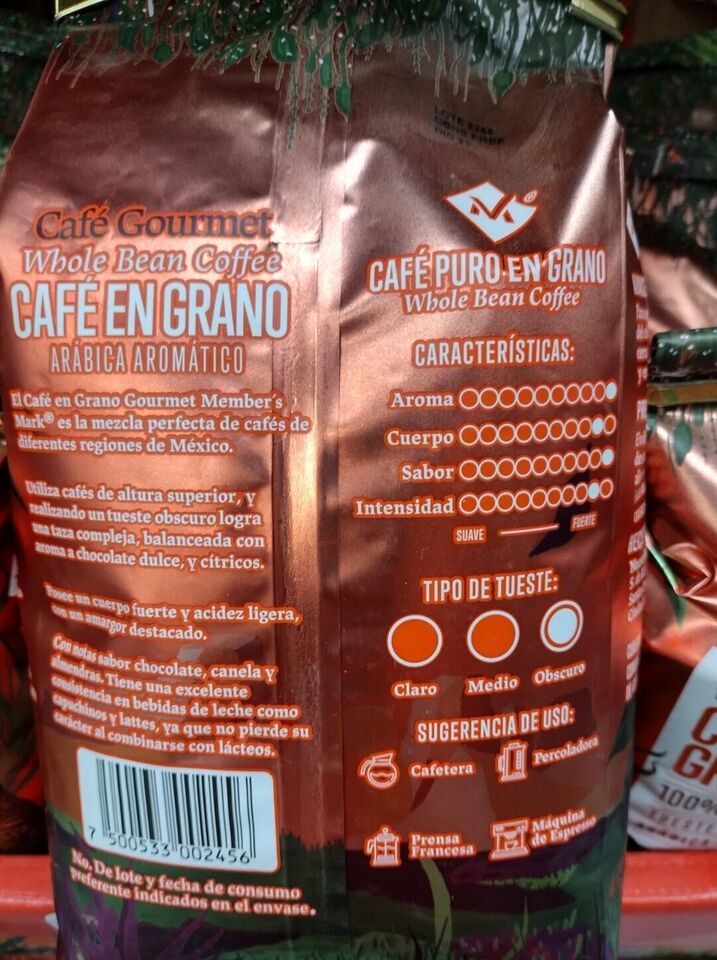 Café Gourmet
Whole Bean Coffee
CAFÉ EN GRANO
ARÁBICA AROMÁTICO
El Café en Grano Gourmet Member's
Mark® es la mezcla perfecta de cafés de
diferentes regiones de México.
Utiliza cafés de altura superior, y
realizando un tueste obscuro logra
una taza compleja, balanceada con
aroma a chocolate dulce, y cítricos.
Posee un cuerpo fuerte y acidez ligera,
con un amargor destacado.
Con notas sabor chocolate, canela y
almendras. Tiene una excelente
consistencia en bebidas de leche como
capuchinos y lattes, ya que no pierde su
carácter al combinarse con lácteos.
7 500533 002456
No. De lote y fecha de consumo
preferente indicados en el envase.
LOTE
CONS PREF
DIC
M®
CAFÉ PURO EN GRANO
Whole Bean Coffee
CARACTERÍSTICAS:
Aroma
Cuerpo
Sabor
Intensidad
SUAVE FUERTE
TIPO DE TUESTE:
Claro Medio Obscuro
SUGERENCIA DE USO:
Cafetera Percoladora
Prensa
Francesa
Máquina
de Espresso
100%